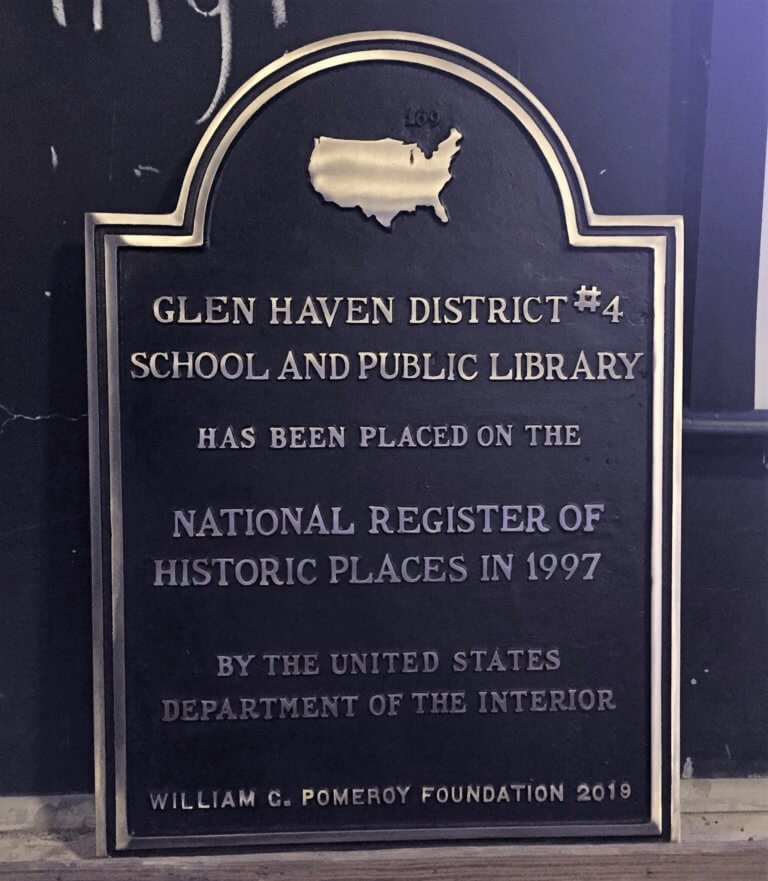 169
GLEN HAVEN DISTRICT #4
SCHOOL AND PUBLIC LIBRARY
HAS BEEN PLACED ON THE
NATIONAL REGISTER OF
HISTORIC PLACES IN 1997
BY THE UNITED STATES
DEPARTMENT OF THE INTERIOR
WILLIAM G. POMEROY FOUNDATION 2019